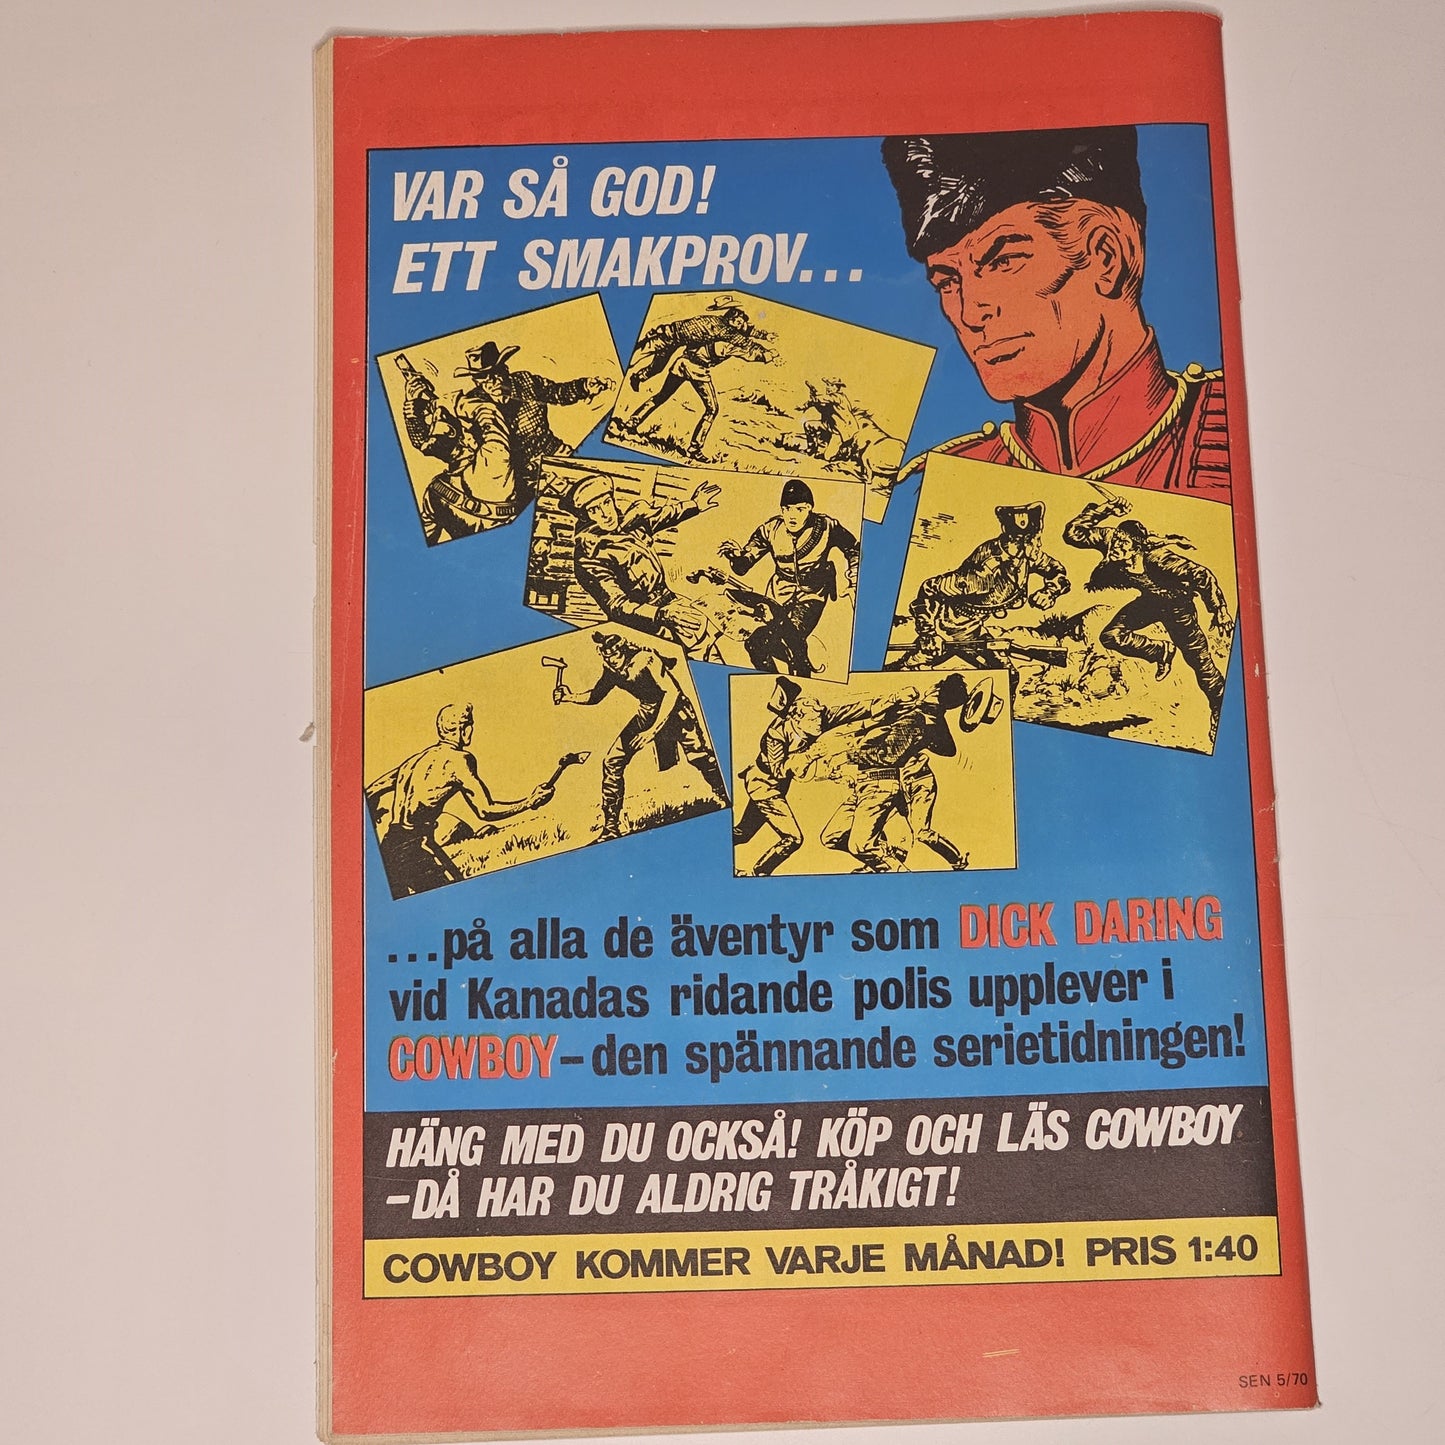 VAR SÅ GOD!
ETT SMAKPROV...
...på alla de äventyr som DICK DARING
vid Kanadas ridande polis upplever i
COWBOY–den spännande serietidningen!
HÄNG MED DU OCKSÅ! KÖP OCH LÄS COWBOY
–DÅ HAR DU ALDRIG TRÅKIGT!
COWBOY KOMMER VARJE MÅNAD! PRIS 1:40
SEN 5/70